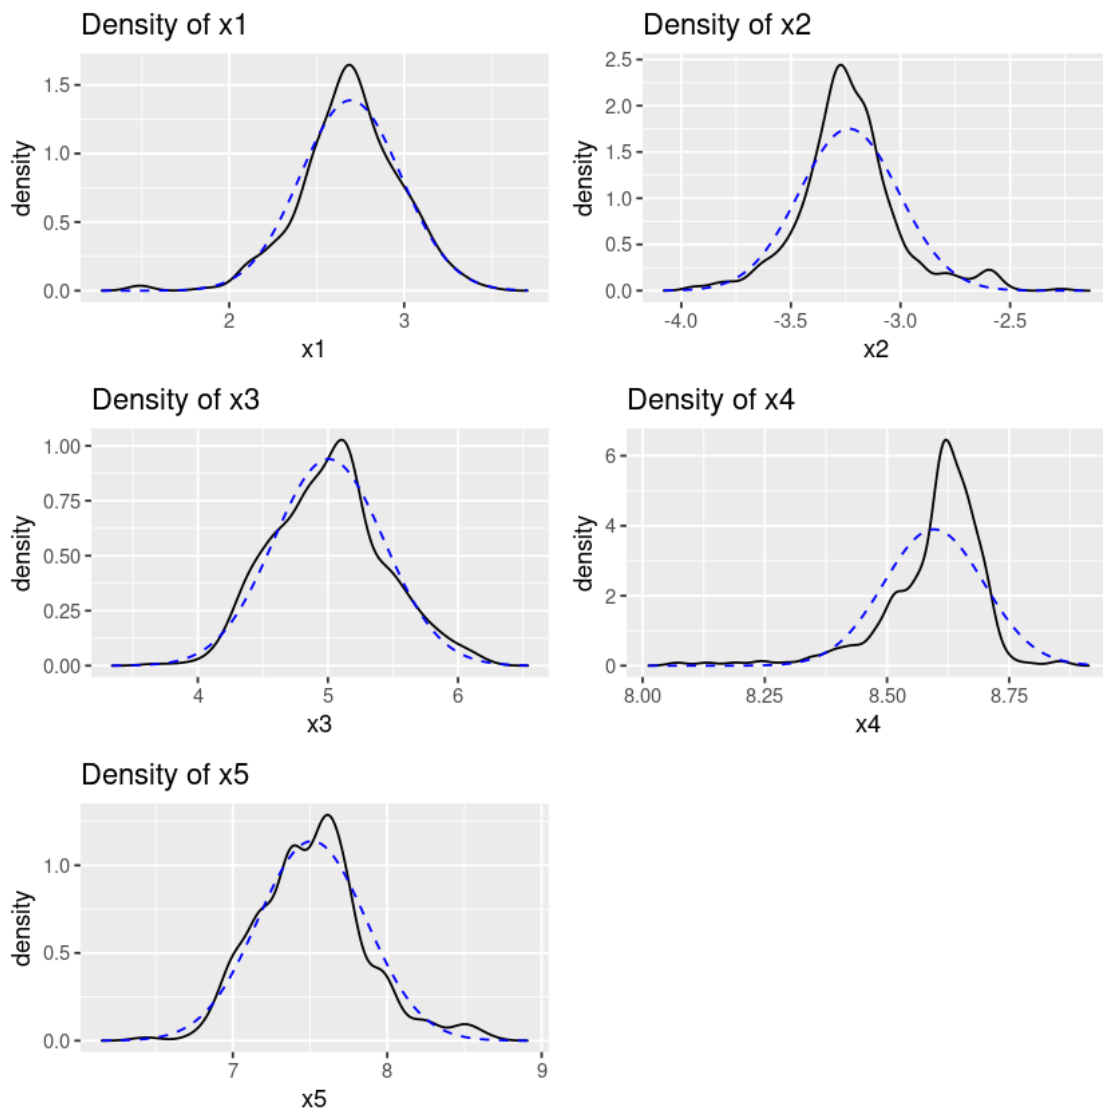 Density of x1
density
1.5
1.0
0.5
0.0
2 3
x1
Density of x2
density
2.5
2.0
1.5
1.0
0.5
0.0
-4.0 -3.5 -3.0 -2.5
x2
Density of x3
density
1.00
0.75
0.50
0.25
0.00
4 5 6
x3
Density of x4
density
6
4
2
0
8.00 8.25 8.50 8.75
x4
Density of x5
density
1.0
0.5
0.0
7 8 9
x5